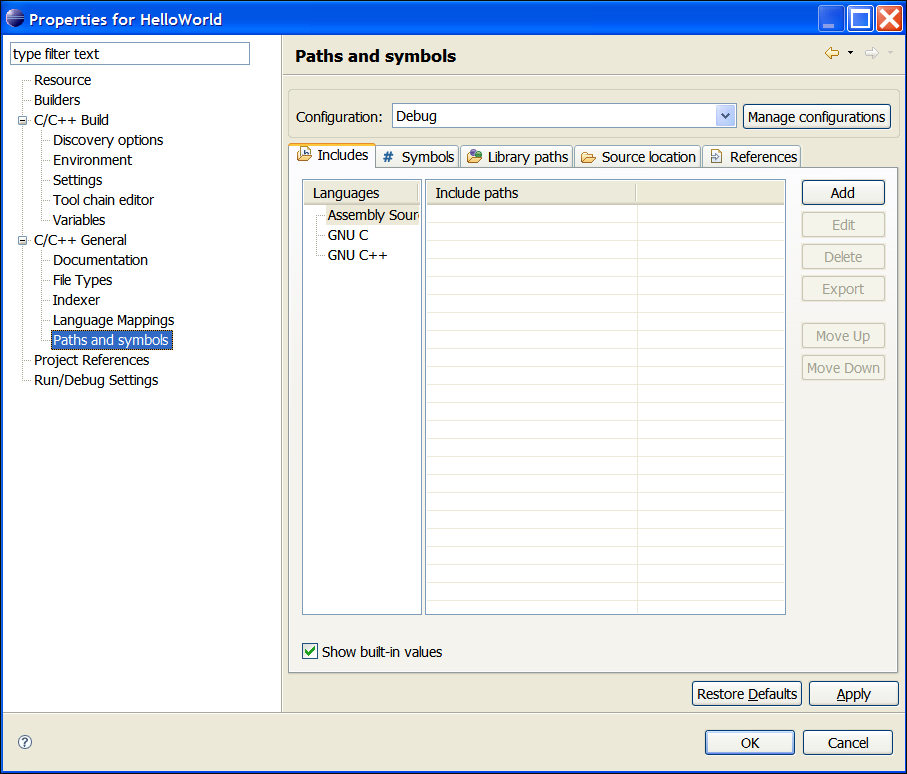 Properties for HelloWorld
type filter text
Resource
Builders
C/C++ Build
Discovery options
Environment
Settings
Tool chain editor
Variables
C/C++ General
Documentation
File Types
Indexer
Language Mappings
Paths and symbols
Project References
Run/Debug Settings
Paths and symbols
Configuration: Debug Manage configurations
Includes # Symbols Library paths Source location References
Languages Include paths
Assembly Sour
GNU C
GNU C++
Add
Edit
Delete
Export
Move Up
Move Down
Show built-in values
Restore Defaults Apply
? OK Cancel